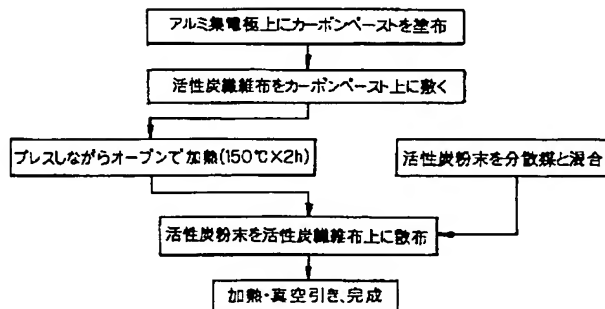 アルミ集電極上にカーボンペーストを塗布
活性炭繊維布をカーボンペースト上に敷く
プレスしながらオーブンで加熱(150℃×2h)
活性炭粉末を分散媒と混合
活性炭粉末を活性炭繊維布上に散布
加熱・真空引き、完成